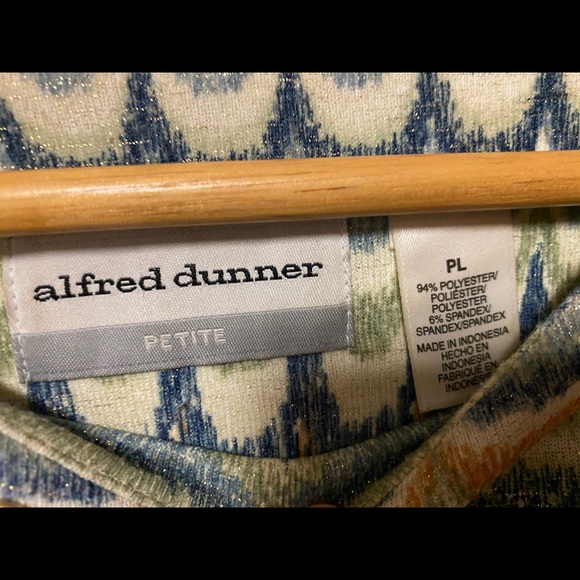 alfred dunner
PETITE
PL
94% POLYESTER/
POLIÉSTER/
POLYESTER
6% SPANDEX/
SPANDEX/SPANDEX
MADE IN INDONESIA
HECHO EN
INDONESIA
FABRIQUÉ EN
INDONESIE